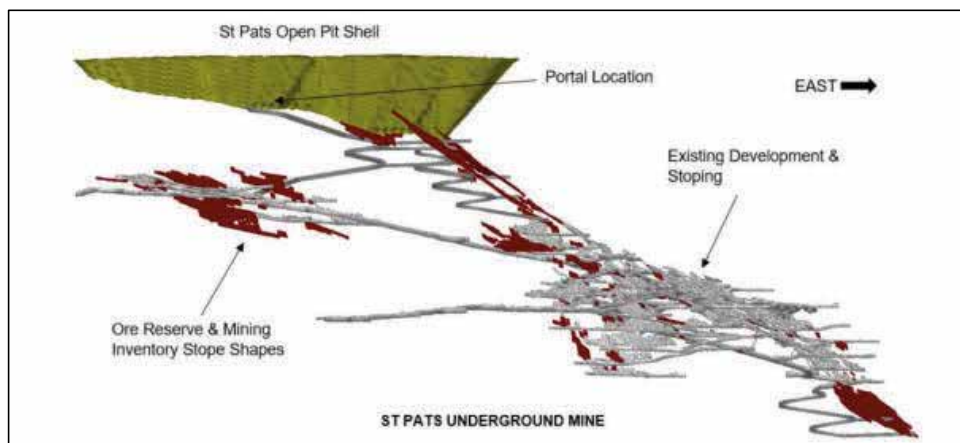 St Pats Open Pit Shell
Portal Location
EAST
Existing Development &
Stoping
Ore Reserve & Mining
Inventory Stope Shapes
ST PATS UNDERGROUND MINE